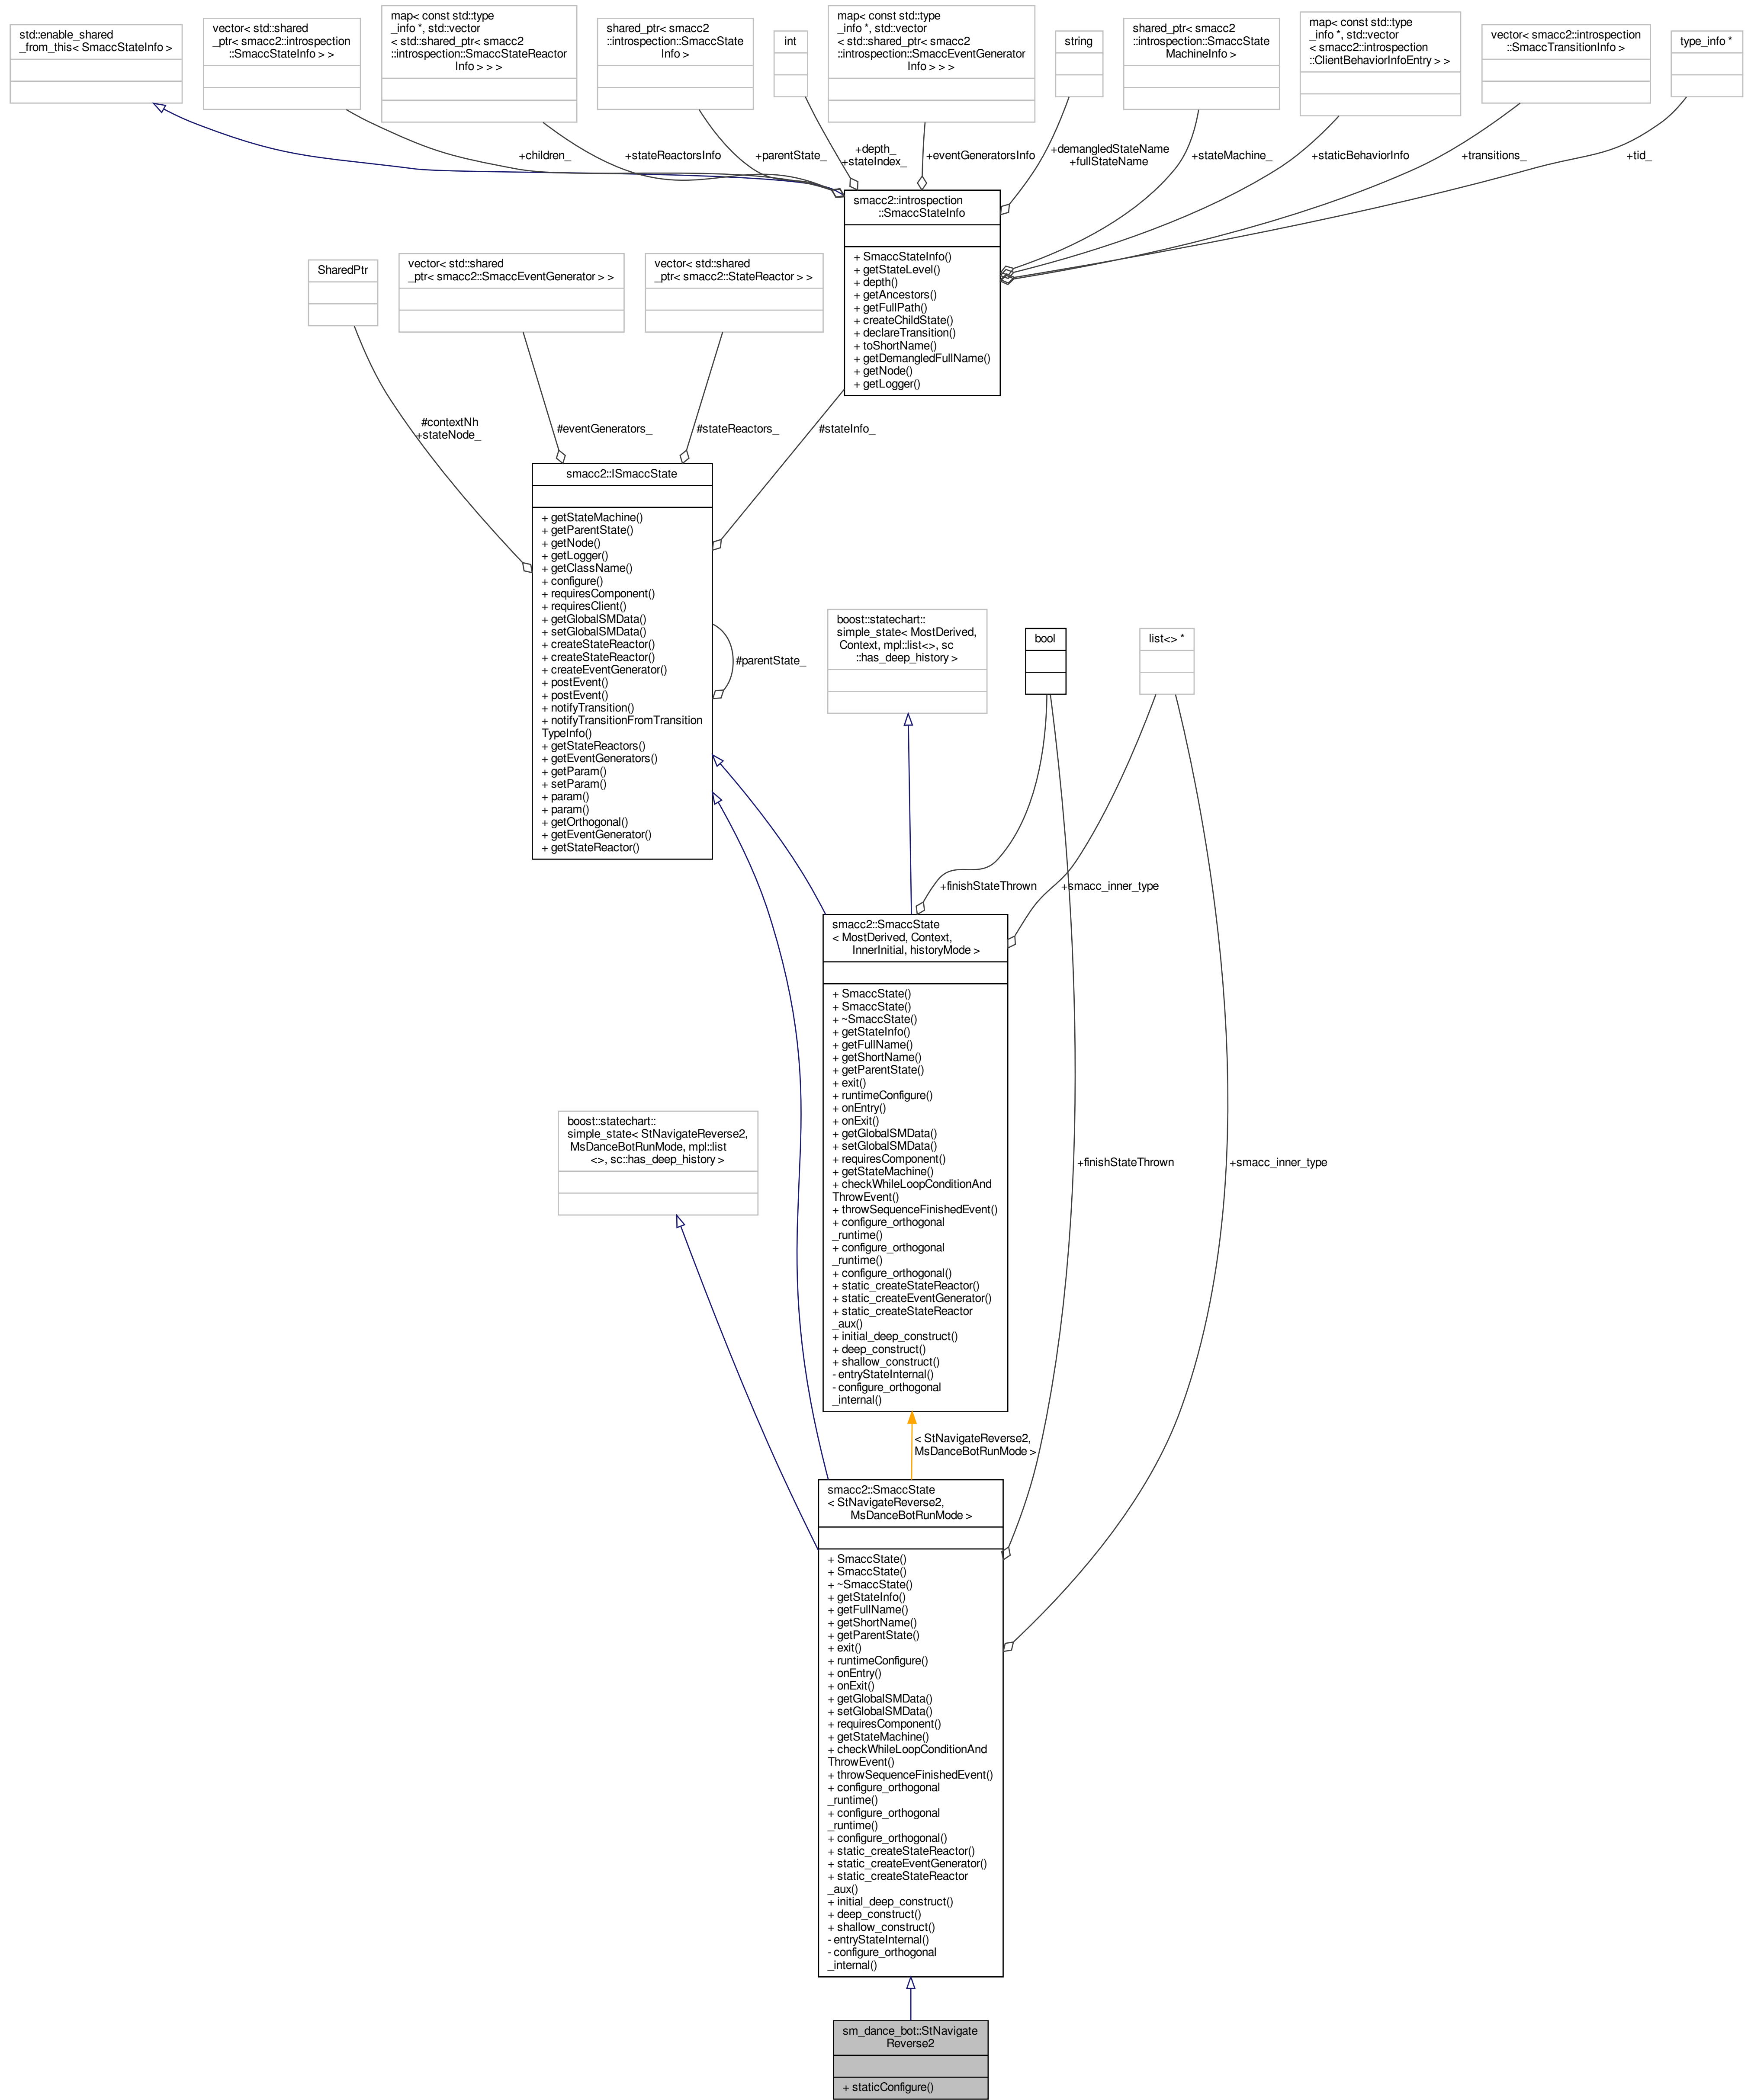 std::enable_shared
_from_this< SmaccStateInfo >
vector< std::shared
_ptr< smacc2::introspection
::SmaccStateInfo > >
map< const std::type
_info *, std::vector
< std::shared_ptr< smacc2
::introspection::SmaccStateReactor
Info > > >
shared_ptr< smacc2
::introspection::SmaccState
Info >
int
map< const std::type
_info *, std::vector
< std::shared_ptr< smacc2
::introspection::SmaccEventGenerator
Info > > >
string
shared_ptr< smacc2
::introspection::SmaccState
MachineInfo >
map< const std::type
_info *, std::vector
< smacc2::introspection
::ClientBehaviorInfoEntry > >
vector< smacc2::introspection
::SmaccTransitionInfo >
type_info *
+children_
+stateReactorsInfo
+parentState_
+depth_
+stateIndex_
+eventGeneratorsInfo
+demangledStateName
+fullStateName
+stateMachine_
+staticBehaviorInfo
+transitions_
+tid_
smacc2::introspection
::SmaccStateInfo
+ SmaccStateInfo()
+ getStateLevel()
+ depth()
+ getAncestors()
+ getFullPath()
+ createChildState()
+ declareTransition()
+ toShortName()
+ getDemangledFullName()
+ getNode()
+ getLogger()
SharedPtr
vector< std::shared
_ptr< smacc2::SmaccEventGenerator > >
vector< std::shared
_ptr< smacc2::StateReactor > >
#contextNh
+stateNode_
#eventGenerators_
#stateReactors_
#stateInfo_
smacc2::ISmaccState
+ getStateMachine()
+ getParentState()
+ getNode()
+ getLogger()
+ getClassName()
+ configure()
+ requiresComponent()
+ requiresClient()
+ getGlobalSMData()
+ setGlobalSMData()
+ createStateReactor()
+ createStateReactor()
+ createEventGenerator()
+ postEvent()
+ postEvent()
+ notifyTransition()
+ notifyTransitionFromTransition
TypeInfo()
+ getStateReactors()
+ getEventGenerators()
+ getParam()
+ setParam()
+ param()
+ param()
+ getOrthogonal()
+ getEventGenerator()
+ getStateReactor()
#parentState_
boost::statechart::
simple_state< MostDerived,
Context, mpl::list<>, sc
::has_deep_history >
bool
list<> *
+finishStateThrown
+smacc_inner_type
smacc2::SmaccState
< MostDerived, Context,
InnerInitial, historyMode >
+ SmaccState()
+ SmaccState()
+ ~SmaccState()
+ getStateInfo()
+ getFullName()
+ getShortName()
+ getParentState()
+ exit()
+ runtimeConfigure()
+ onEntry()
+ onExit()
+ getGlobalSMData()
+ setGlobalSMData()
+ requiresComponent()
+ getStateMachine()
+ checkWhileLoopConditionAnd
ThrowEvent()
+ throwSequenceFinishedEvent()
+ configure_orthogonal
_runtime()
+ configure_orthogonal
_runtime()
+ configure_orthogonal()
+ static_createStateReactor()
+ static_createEventGenerator()
+ static_createStateReactor
_aux()
+ initial_deep_construct()
+ deep_construct()
+ shallow_construct()
- entryStateInternal()
- configure_orthogonal
_internal()
boost::statechart::
simple_state< StNavigateReverse2,
MsDanceBotRunMode, mpl::list
<>, sc::has_deep_history >
+finishStateThrown
+smacc_inner_type
< StNavigateReverse2,
MsDanceBotRunMode >
smacc2::SmaccState
< StNavigateReverse2,
MsDanceBotRunMode >
+ SmaccState()
+ SmaccState()
+ ~SmaccState()
+ getStateInfo()
+ getFullName()
+ getShortName()
+ getParentState()
+ exit()
+ runtimeConfigure()
+ onEntry()
+ onExit()
+ getGlobalSMData()
+ setGlobalSMData()
+ requiresComponent()
+ getStateMachine()
+ checkWhileLoopConditionAnd
ThrowEvent()
+ throwSequenceFinishedEvent()
+ configure_orthogonal
_runtime()
+ configure_orthogonal
_runtime()
+ configure_orthogonal()
+ static_createStateReactor()
+ static_createEventGenerator()
+ static_createStateReactor
_aux()
+ initial_deep_construct()
+ deep_construct()
+ shallow_construct()
- entryStateInternal()
- configure_orthogonal
_internal()
sm_dance_bot::StNavigate
Reverse2
+ staticConfigure()